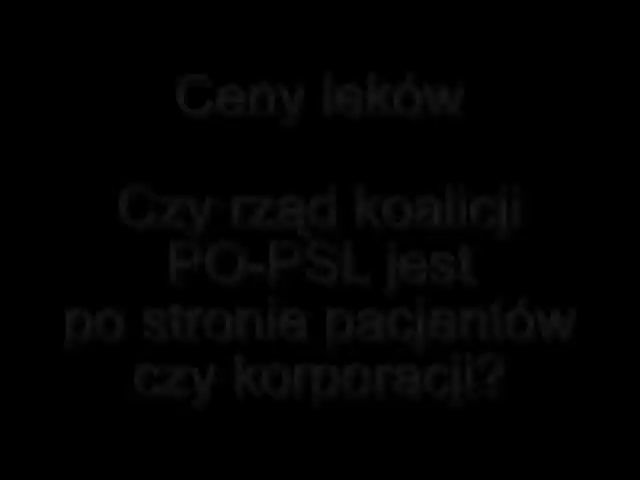 Ceny leków
Czy rząd koalicji
PO-PSL jest
po stronie pacjantów
czy korporacji?